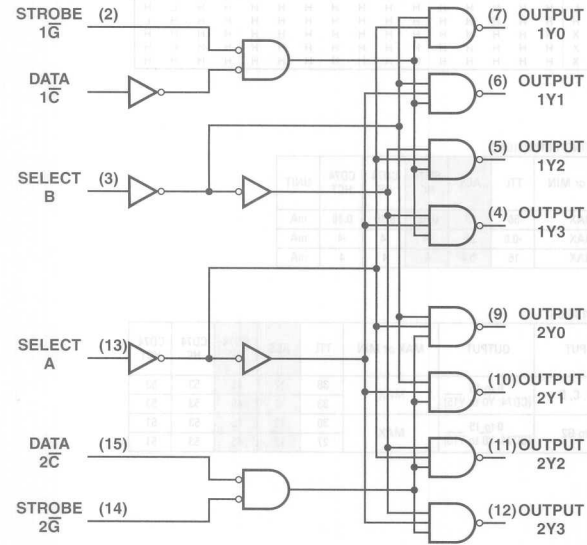 STROBE (2)
1G̅
DATA
1C̅
SELECT (3)
B
SELECT (13)
A
DATA (15)
2C̅
STROBE (14)
2G̅
(7) OUTPUT
1Y0
(6) OUTPUT
1Y1
(5) OUTPUT
1Y2
(4) OUTPUT
1Y3
(9) OUTPUT
2Y0
(10) OUTPUT
2Y1
(11) OUTPUT
2Y2
(12) OUTPUT
2Y3